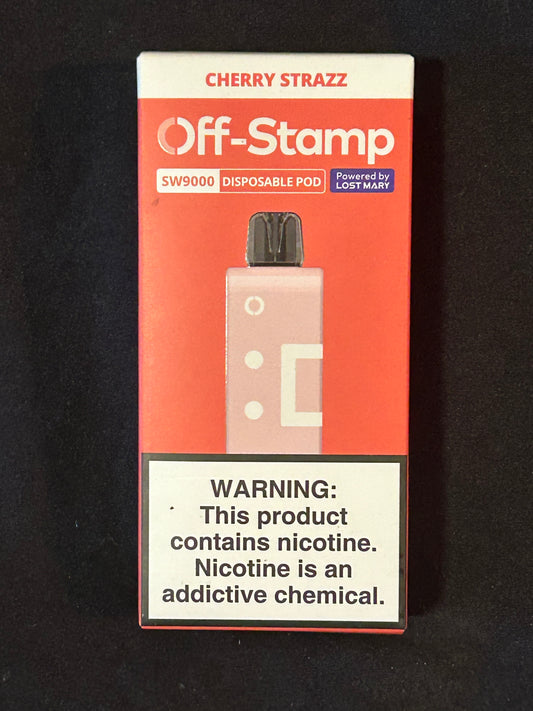 CHERRY STRAZZ
Off-Stamp
SW9000 DISPOSABLE POD Powered by
LOST MARY
WARNING:
This product
contains nicotine.
Nicotine is an
addictive chemical.